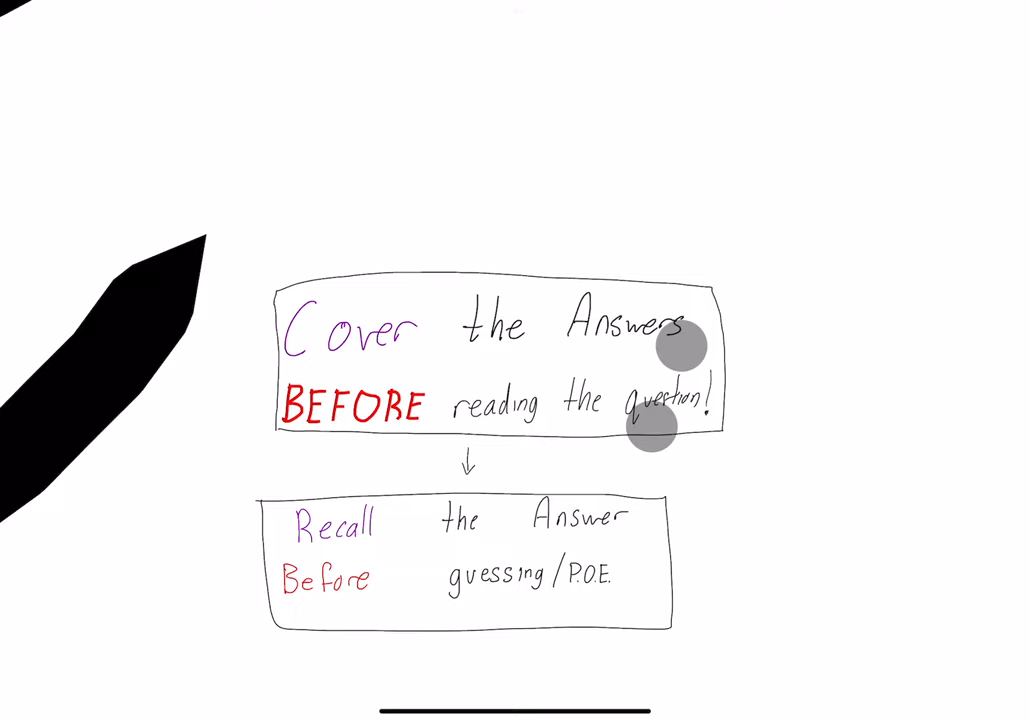 Cover the Answers
BEFORE reading the question!
Recall the Answer
Before guessing/P.O.E.